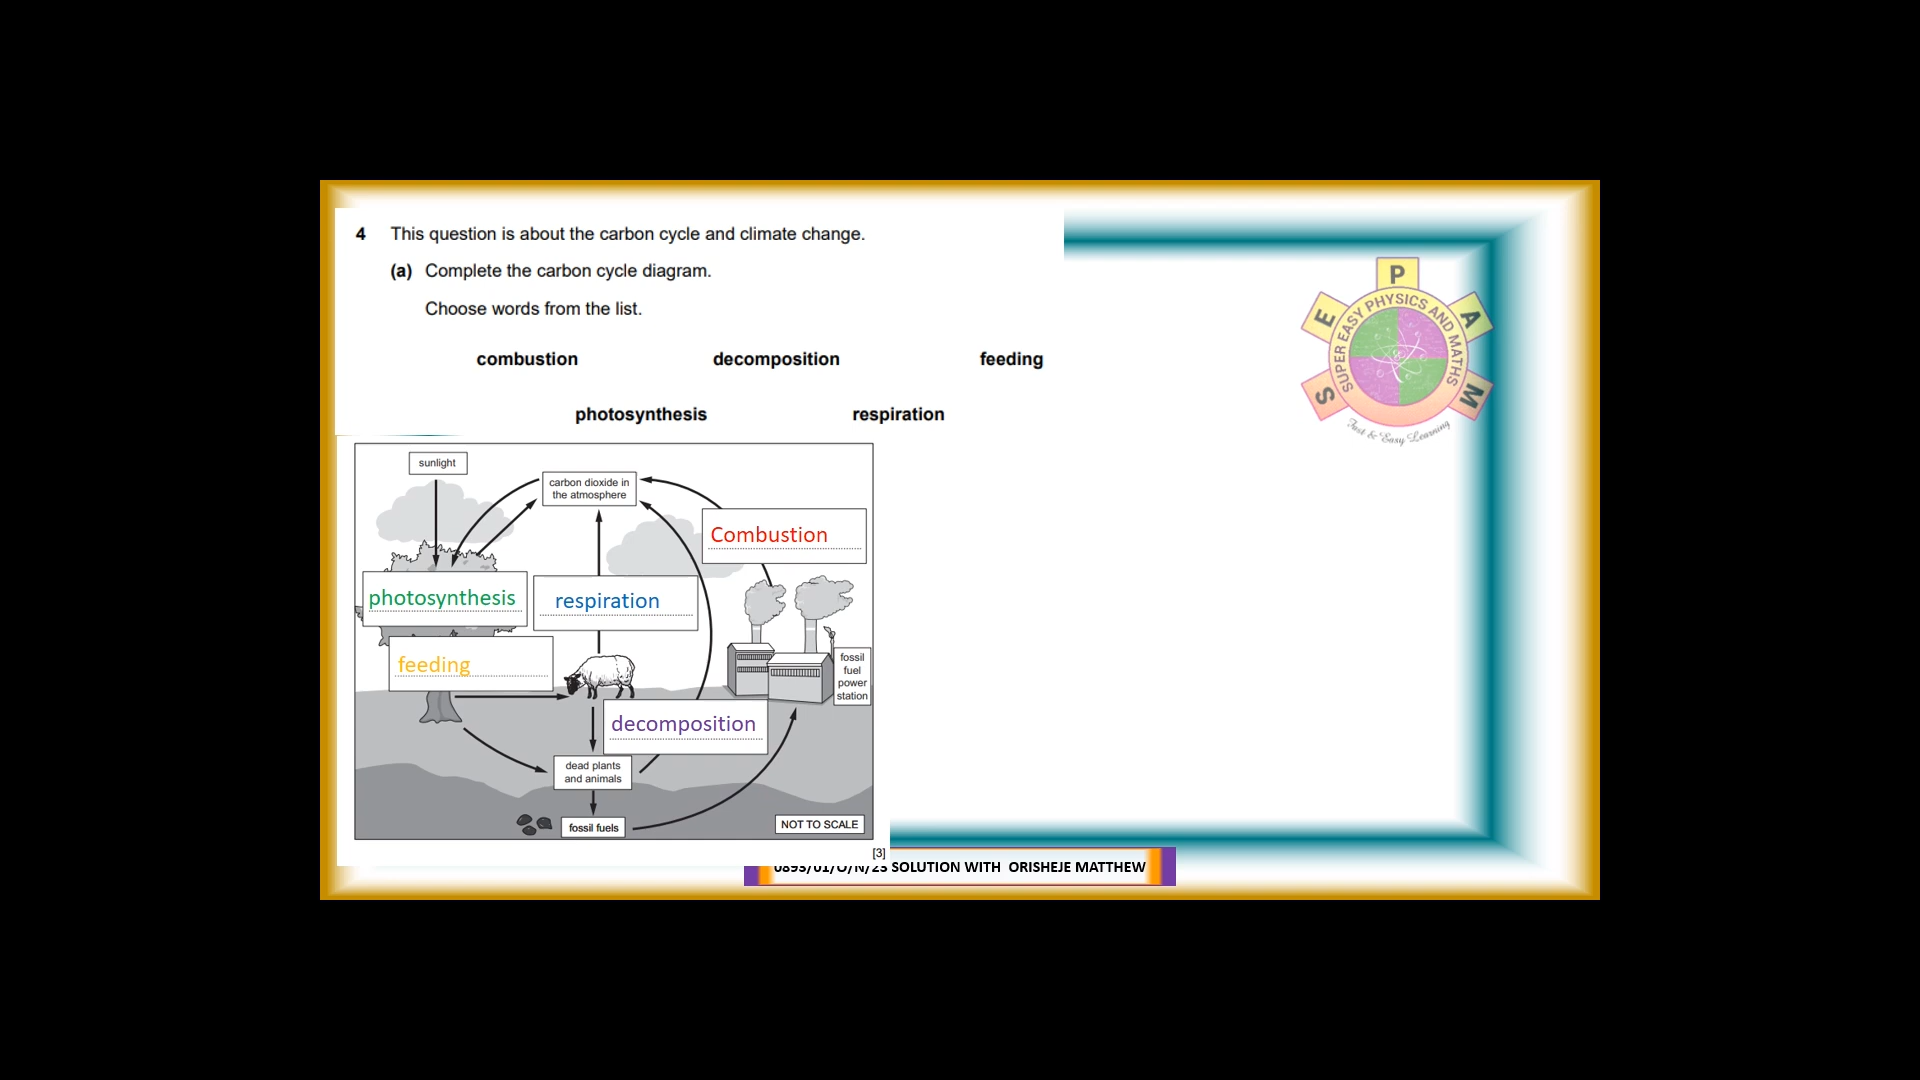 4 This question is about the carbon cycle and climate change.
(a) Complete the carbon cycle diagram.
Choose words from the list.
combustion decomposition feeding
photosynthesis respiration
sunlight
carbon dioxide in
the atmosphere
Combustion
photosynthesis
respiration
feeding
fossil
fuel
power
station
decomposition
dead plants
and animals
fossil fuels
NOT TO SCALE
[3]
S E P A M
SUPER EASY PHYSICS AND MATHS
Fast & Easy Learning
0893/01/O/N/23 SOLUTION WITH ORISHEJE MATTHEW